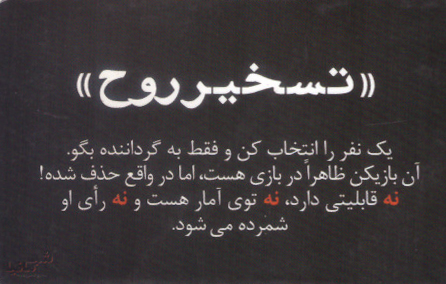 «تسخیر روح»
یک نفر را انتخاب کن و فقط به گرداننده بگو.
آن بازیکن ظاهراً در بازی هست، اما در واقع حذف شده!
نه قابلیتی دارد، نه توی آمار هست و نه رأی او
شمرده می شود.